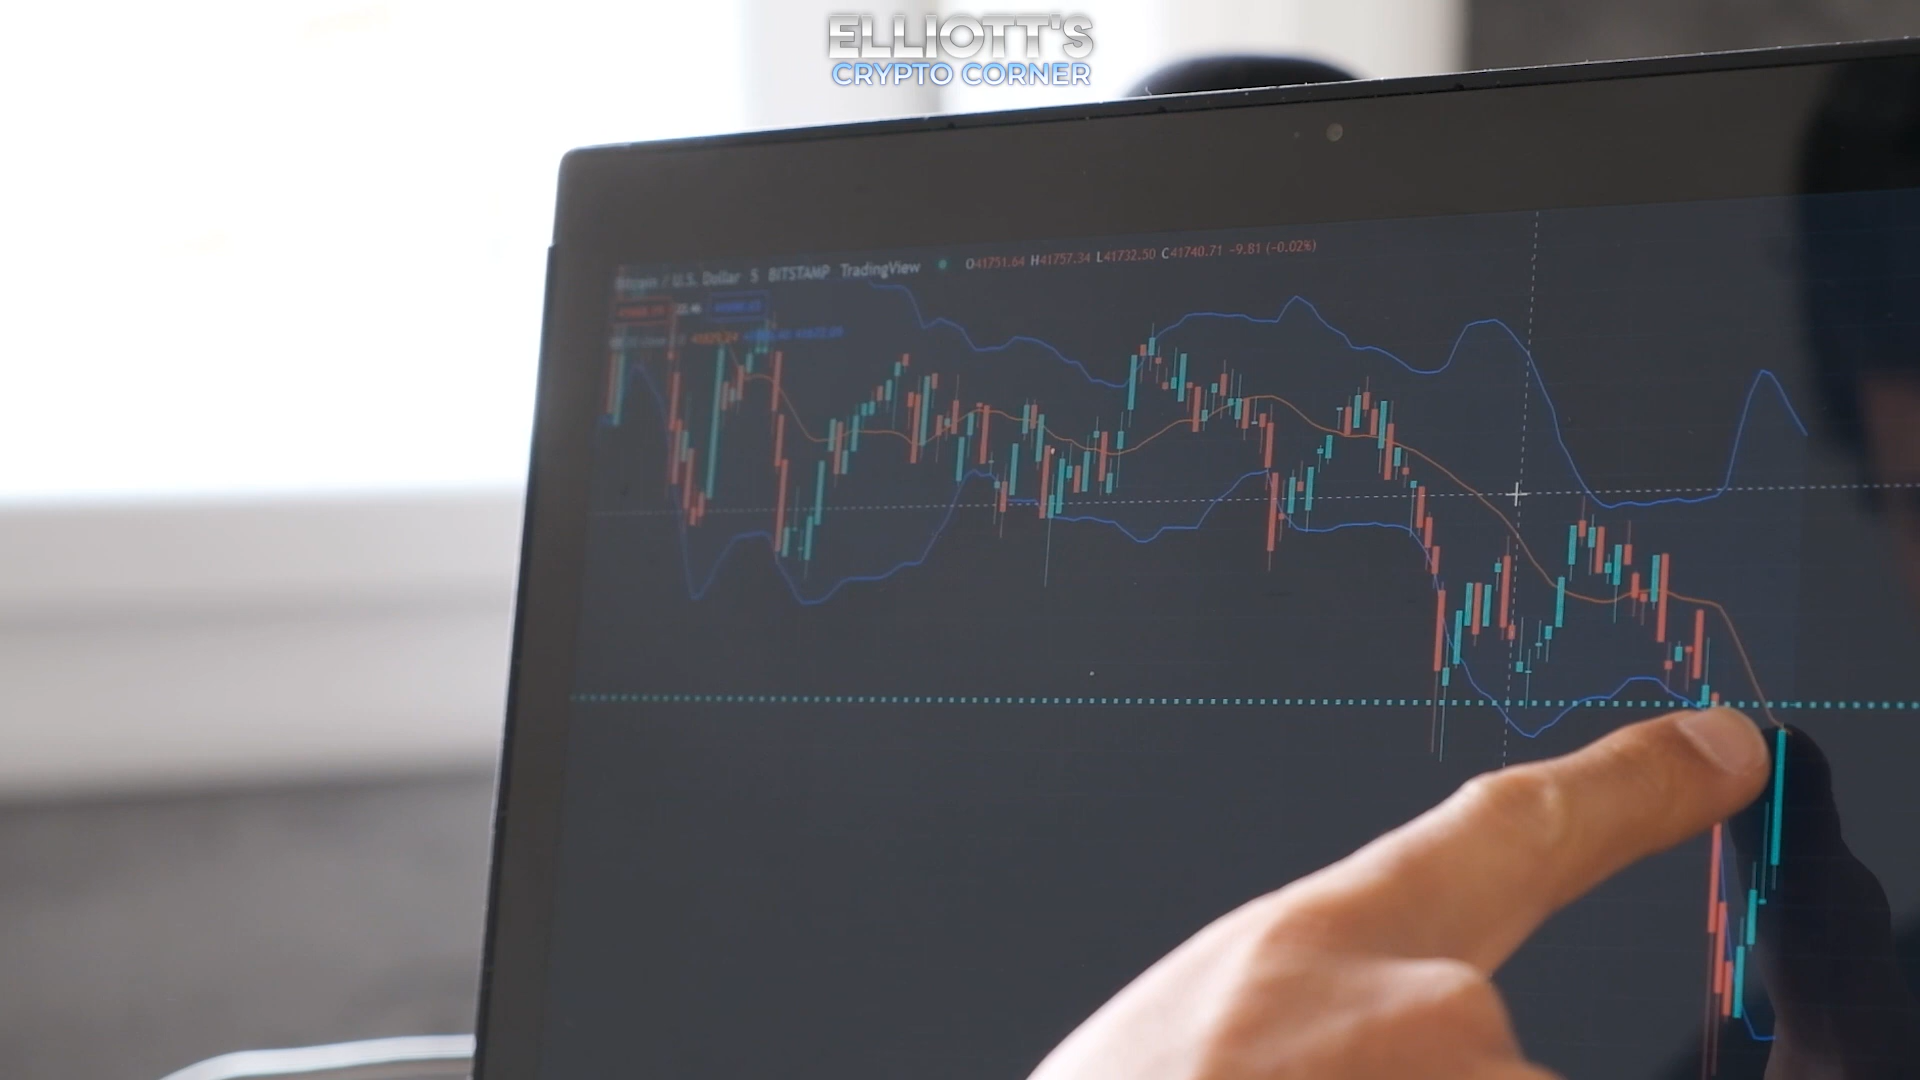 ELLIOTT'S
CRYPTO CORNER
Bitcoin / U.S. Dollar 5 BITSTAMP TradingView O41751.64 H41757.34 L41732.50 C41740.71 −9.81 (−0.02%)